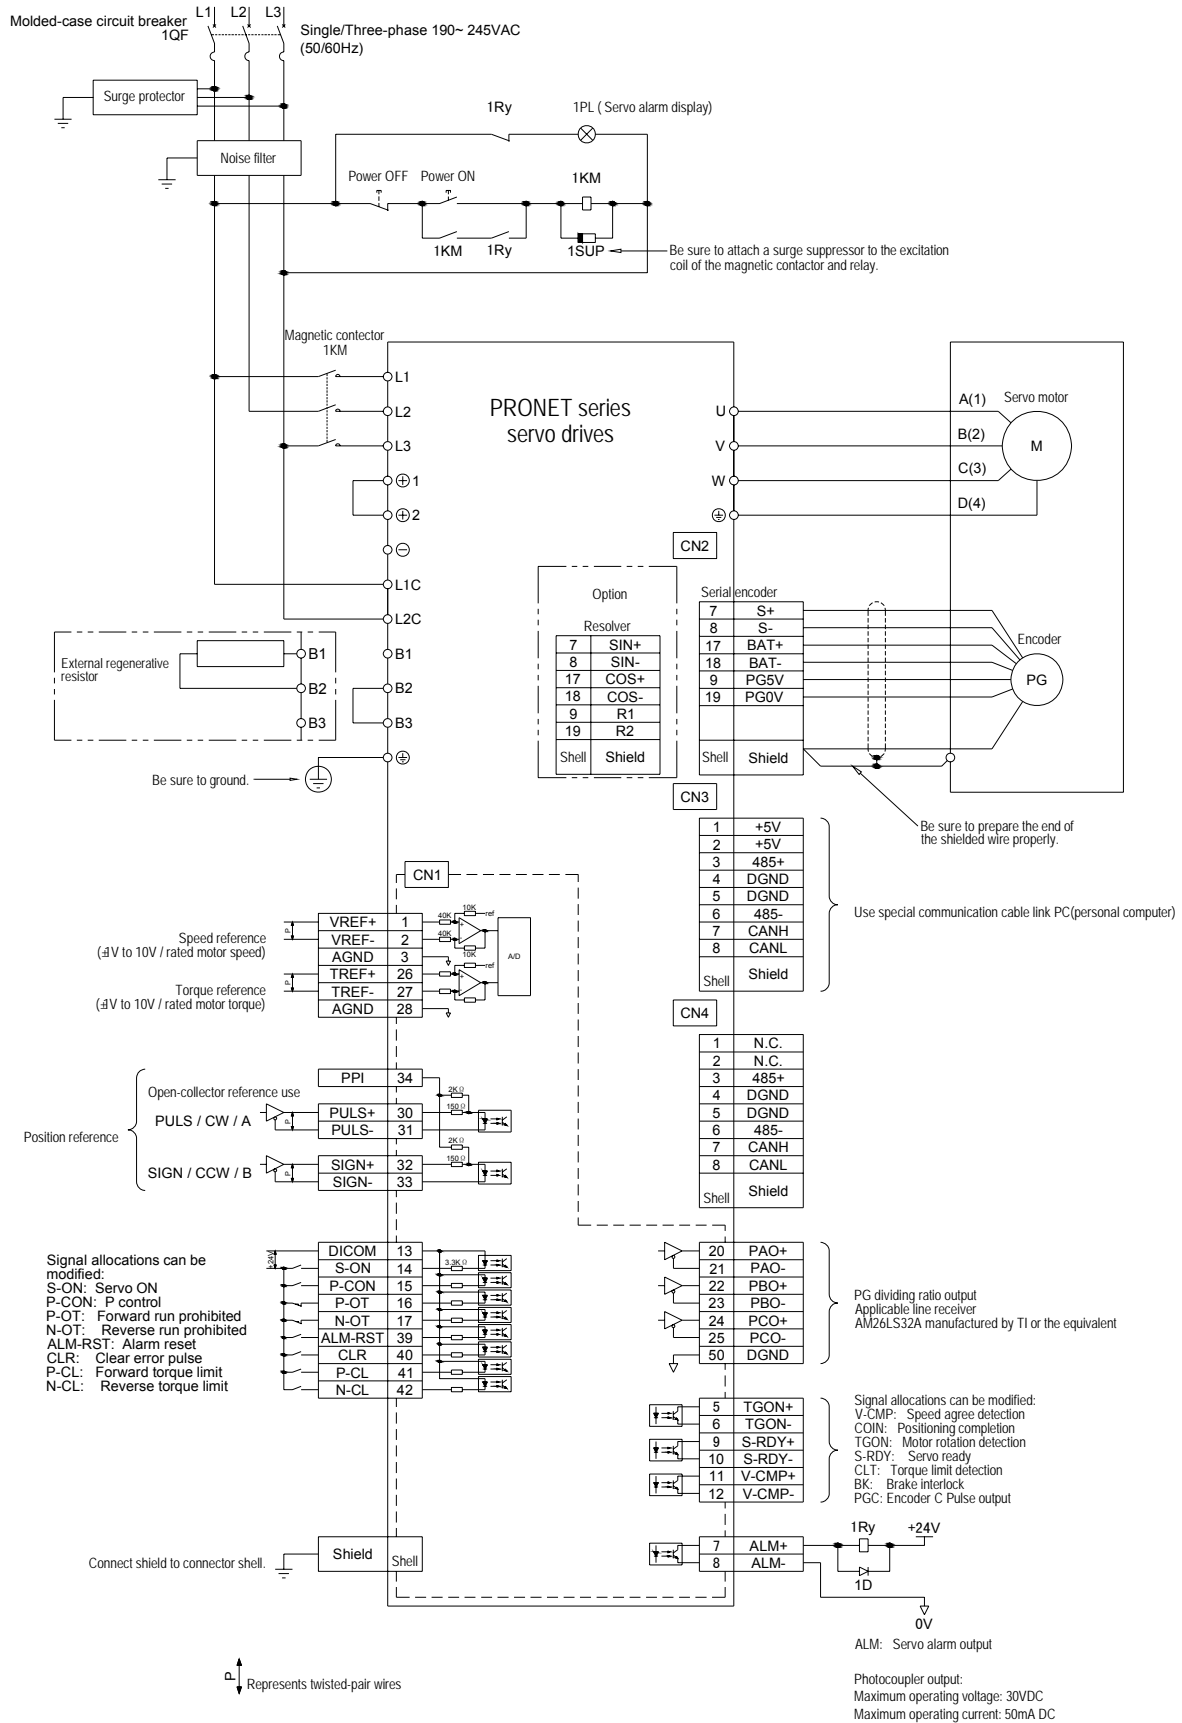 L1 L2 L3
Molded-case circuit breaker
1QF
Single/Three-phase 190~ 245VAC
(50/60Hz)
Surge protector
Noise filter
1Ry
1PL ( Servo alarm display)
Power OFF
Power ON
1KM
1KM
1Ry
1SUP
Be sure to attach a surge suppressor to the excitation
coil of the magnetic contactor and relay.
Magnetic contector
1KM
PRONET series
servo drives
L1
L2
L3
1
2
L1C
L2C
B1
B2
B3
External regenerative
resistor
B1
B2
B3
Be sure to ground.
U
V
W
A(1)
B(2)
C(3)
D(4)
Servo motor
M
CN2
Option
Resolver
7 SIN+
8 SIN-
17 COS+
18 COS-
9 R1
19 R2
Shell Shield
Serial encoder
7 S+
8 S-
17 BAT+
18 BAT-
9 PG5V
19 PG0V
Shell Shield
Encoder
PG
Be sure to prepare the end of
the shielded wire properly.
CN3
1 +5V
2 +5V
3 485+
4 DGND
5 DGND
6 485-
7 CANH
8 CANL
Shell Shield
Use special communication cable link PC(personal computer)
CN4
1 N.C.
2 N.C.
3 485+
4 DGND
5 DGND
6 485-
7 CANH
8 CANL
Shell Shield
CN1
Speed reference
(±1V to 10V / rated motor speed)
Torque reference
(±1V to 10V / rated motor torque)
P
P
VREF+ 1
VREF- 2
AGND 3
TREF+ 26
TREF- 27
AGND 28
40K
40K
10K
ref
10K
ref
A/D
Position reference
Open-collector reference use
PULS / CW / A
SIGN / CCW / B
P
P
PPI 34
PULS+ 30
PULS- 31
SIGN+ 32
SIGN- 33
2KΩ
150Ω
2KΩ
150Ω
Signal allocations can be
modified:
S-ON: Servo ON
P-CON: P control
P-OT: Forward run prohibited
N-OT: Reverse run prohibited
ALM-RST: Alarm reset
CLR: Clear error pulse
P-CL: Forward torque limit
N-CL: Reverse torque limit
+24V
DICOM 13
S-ON 14
P-CON 15
P-OT 16
N-OT 17
ALM-RST 39
CLR 40
P-CL 41
N-CL 42
3.3KΩ
20 PAO+
21 PAO-
22 PBO+
23 PBO-
24 PCO+
25 PCO-
50 DGND
PG dividing ratio output
Applicable line receiver
AM26LS32A manufactured by TI or the equivalent
5 TGON+
6 TGON-
9 S-RDY+
10 S-RDY-
11 V-CMP+
12 V-CMP-
Signal allocations can be modified:
V-CMP: Speed agree detection
COIN: Positioning completion
TGON: Motor rotation detection
S-RDY: Servo ready
CLT: Torque limit detection
BK: Brake interlock
PGC: Encoder C Pulse output
Connect shield to connector shell.
Shield Shell
7 ALM+
8 ALM-
1Ry
+24V
1D
0V
ALM: Servo alarm output
P
Represents twisted-pair wires
Photocoupler output:
Maximum operating voltage: 30VDC
Maximum operating current: 50mA DC